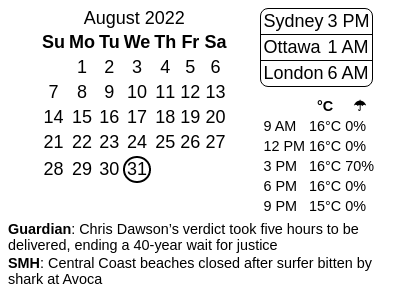 August 2022
Su Mo Tu We Th Fr Sa
1 2 3 4 5 6
7 8 9 10 11 12 13
14 15 16 17 18 19 20
21 22 23 24 25 26 27
28 29 30 31
Sydney 3 PM
Ottawa 1 AM
London 6 AM
°C ☂
9 AM 16°C 0%
12 PM 16°C 0%
3 PM 16°C 70%
6 PM 16°C 0%
9 PM 15°C 0%
Guardian: Chris Dawson's verdict took five hours to be
delivered, ending a 40-year wait for justice
SMH: Central Coast beaches closed after surfer bitten by
shark at Avoca